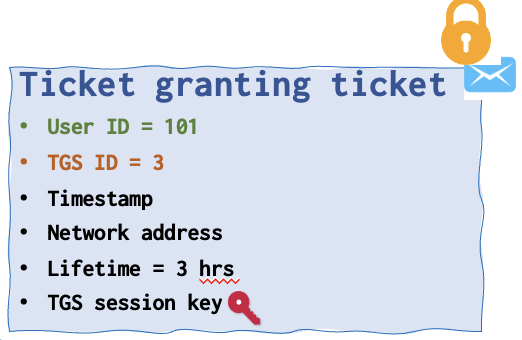 Ticket granting ticket
• User ID = 101
• TGS ID = 3
• Timestamp
• Network address
• Lifetime = 3 hrs
• TGS session key